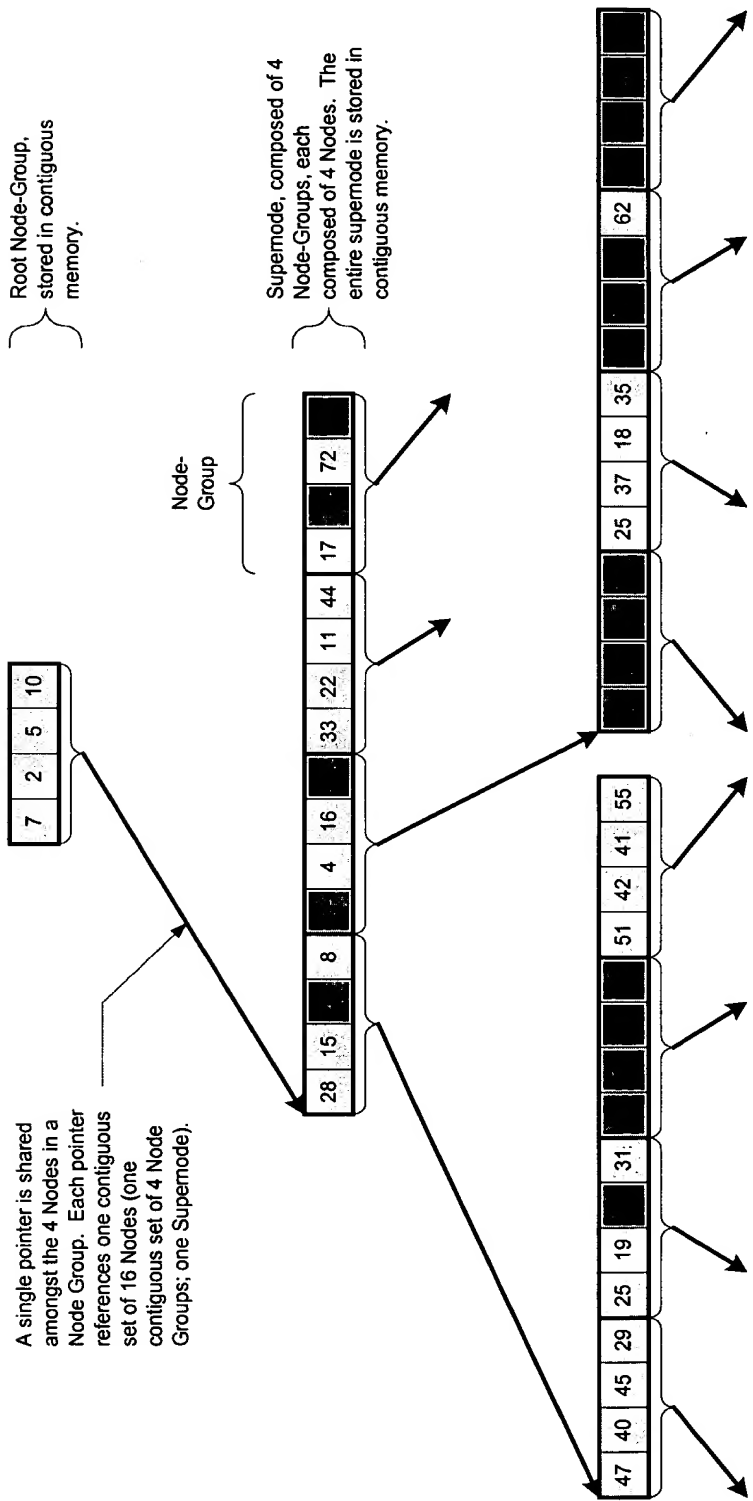 Root Node-Group,
stored in contiguous
memory.
7 2 5 10
A single pointer is shared
amongst the 4 Nodes in a
Node Group. Each pointer
references one contiguous
set of 16 Nodes (one
contiguous set of 4 Node
Groups; one Supernode).
Node-
Group
Supernode, composed of 4
Node-Groups, each
composed of 4 Nodes. The
entire supernode is stored in
contiguous memory.
28 15 8 4 16 33 22 11 44 17 72
47 40 45 29 25 19 31 51 42 41 55
25 37 18 35 62